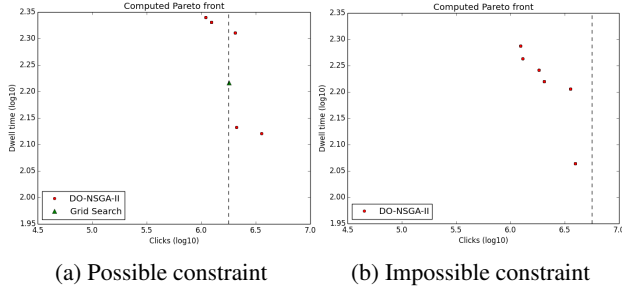 Computed Pareto front
2.35
2.30
2.25
2.20
2.15
2.10
2.05
2.00
1.95
Dwell time (log10)
DO-NSGA-II
Grid Search
4.5 5.0 5.5 6.0 6.5 7.0
Clicks (log10)
(a) Possible constraint
Computed Pareto front
2.35
2.30
2.25
2.20
2.15
2.10
2.05
2.00
1.95
Dwell time (log10)
DO-NSGA-II
4.5 5.0 5.5 6.0 6.5 7.0
Clicks (log10)
(b) Impossible constraint